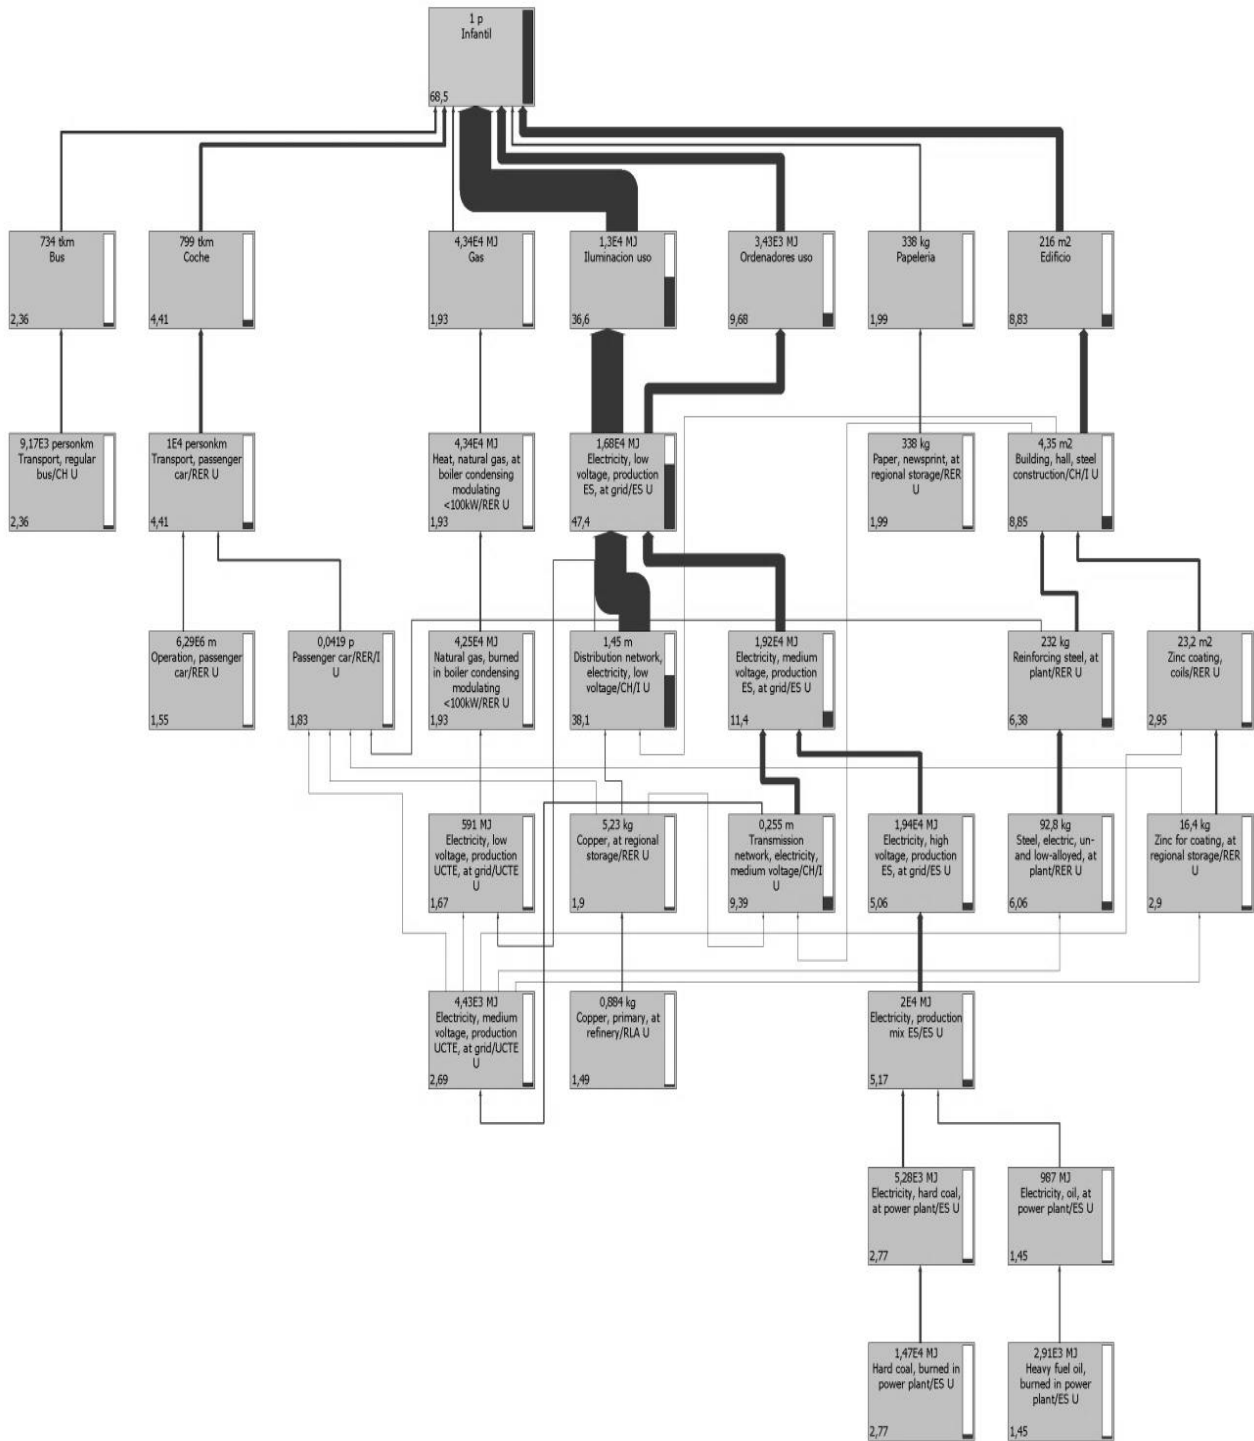 1 p
Infantil
68,5
734 tkm
Bus
2,36
799 tkm
Coche
4,41
4,34E4 MJ
Gas
1,93
1,3E4 MJ
Iluminacion uso
36,6
3,43E3 MJ
Ordenadores uso
9,68
338 kg
Papeleria
1,99
216 m2
Edificio
8,83
9,17E3 personkm
Transport, regular
bus/CH U
2,36
1E4 personkm
Transport, passenger
car/RER U
4,41
4,34E4 MJ
Heat, natural gas, at
boiler condensing
modulating
<100kW/RER U
1,93
1,68E4 MJ
Electricity, low
voltage, production
ES, at grid/ES U
47,4
338 kg
Paper, newsprint, at
regional storage/RER
U
1,99
4,35 m2
Building, hall, steel
construction/CH/I U
8,85
6,29E6 m
Operation, passenger
car/RER U
1,55
0,0419 p
Passenger car/RER/I
U
1,83
4,25E4 MJ
Natural gas, burned
in boiler condensing
modulating
<100kW/RER U
1,93
1,45 m
Distribution network,
electricity, low
voltage/CH/I U
38,1
1,92E4 MJ
Electricity, medium
voltage, production
ES, at grid/ES U
11,4
232 kg
Reinforcing steel, at
plant/RER U
6,38
23,2 m2
Zinc coating,
coils/RER U
2,95
591 MJ
Electricity, low
voltage, production
UCTE, at grid/UCTE
U
1,67
5,23 kg
Copper, at regional
storage/RER U
1,9
0,255 m
Transmission
network, electricity,
medium voltage/CH/I
U
9,39
1,94E4 MJ
Electricity, high
voltage, production
ES, at grid/ES U
5,06
92,8 kg
Steel, electric, un-
and low-alloyed, at
plant/RER U
6,06
16,4 kg
Zinc for coating, at
regional storage/RER
U
2,9
4,43E3 MJ
Electricity, medium
voltage, production
UCTE, at grid/UCTE
U
2,69
0,884 kg
Copper, primary, at
refinery/RLA U
1,49
2E4 MJ
Electricity, production
mix ES/ES U
5,17
5,28E3 MJ
Electricity, hard coal,
at power plant/ES U
2,77
987 MJ
Electricity, oil, at
power plant/ES U
1,45
1,47E4 MJ
Hard coal, burned in
power plant/ES U
2,77
2,91E3 MJ
Heavy fuel oil,
burned in power
plant/ES U
1,45